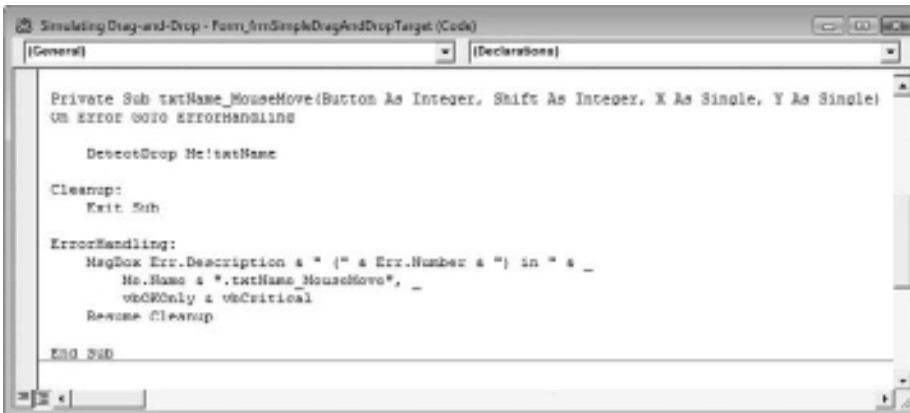 Simulating Drag-and-Drop - Form_frmSimpleDragAndDropTarget (Code)
(General) (Declarations)
Private Sub txtName_MouseMove(Button As Integer, Shift As Integer, X As Single, Y As Single)
On Error GoTo ErrorHandling
DetectDrop Me!txtName
Cleanup:
Exit Sub
ErrorHandling:
MsgBox Err.Description & " (" & Err.Number & ") in " & _
Me.Name & ".txtName_MouseMove", _
vbOKOnly & vbCritical
Resume Cleanup
End Sub